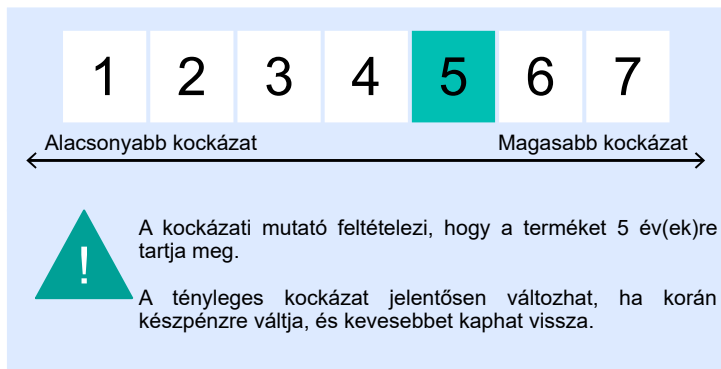 1 2 3 4 5 6 7
Alacsonyabb kockázat Magasabb kockázat
! A kockázati mutató feltételezi, hogy a terméket 5 év(ek)re
tartja meg.
A tényleges kockázat jelentősen változhat, ha korán
készpénzre váltja, és kevesebbet kaphat vissza.